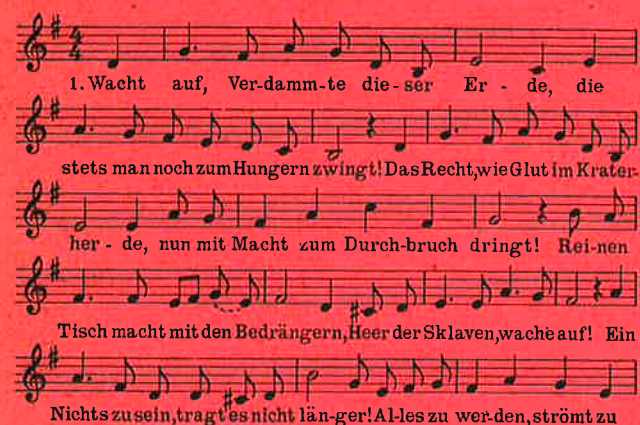 1. Wacht auf, Ver-damm-te die-ser Er - de, die
stets man noch zum Hungern zwingt! Das Recht, wie Glut im Krater-
her - de, nun mit Macht zum Durch-bruch dringt! Rei-nen
Tisch macht mit den Bedrängern, Heer der Sklaven, wache auf! Ein
Nichts zu sein, tragt es nicht län-ger! Al-les zu wer-den, strömt zu